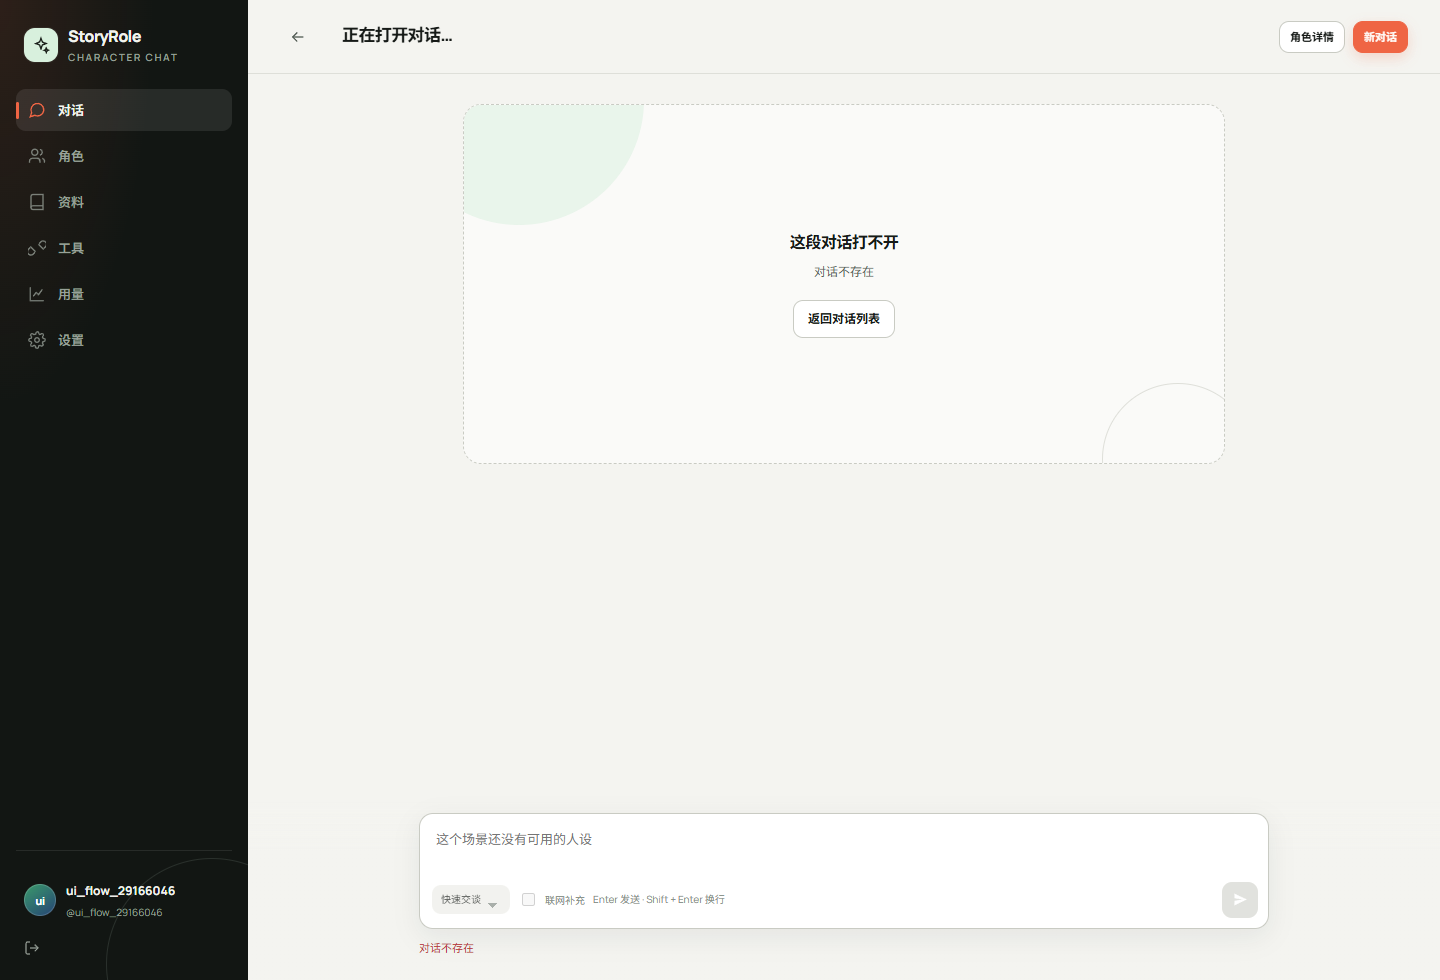 StoryRole
CHARACTER CHAT
对话
角色
资料
工具
用量
设置
ui
ui_flow_29166046
@ui_flow_29166046
正在打开对话...
角色详情
新对话
这段对话打不开
对话不存在
返回对话列表
这个场景还没有可用的人设
快速交谈
联网补充
Enter 发送 · Shift + Enter 换行
对话不存在